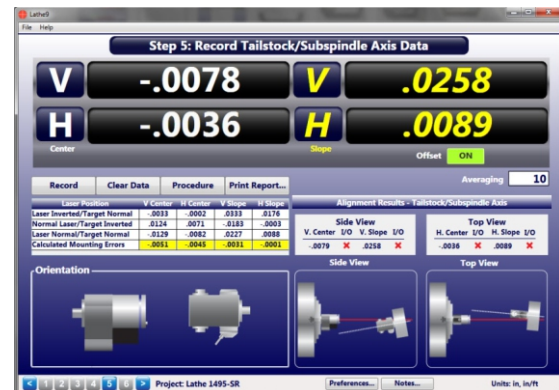 Lathe9
File Help
Step 5: Record Tailstock/Subspindle Axis Data
V -.0078 V .0258
H -.0036 H .0089
Center Slope Offset ON
Averaging 10
Record Clear Data Procedure Print Report...
Laser Position V Center H Center V Slope H Slope
Laser Inverted/Target Normal -.0033 -.0002 .0333 .0176
Normal Laser/Target Inverted .0124 .0071 -.0183 -.0003
Laser Normal/Target Normal -.0129 -.0082 .0227 .0088
Calculated Mounting Errors -.0051 -.0045 -.0031 -.0001
Alignment Results - Tailstock/Subspindle Axis
Side View Top View
V. Center I/O V. Slope I/O H. Center I/O H. Slope I/O
-.0079 .0258 -.0036 .0089
Orientation
Side View Top View
< 1 2 3 4 5 6 > Project: Lathe 1495-SR Preferences... Notes... Units: in, in/ft